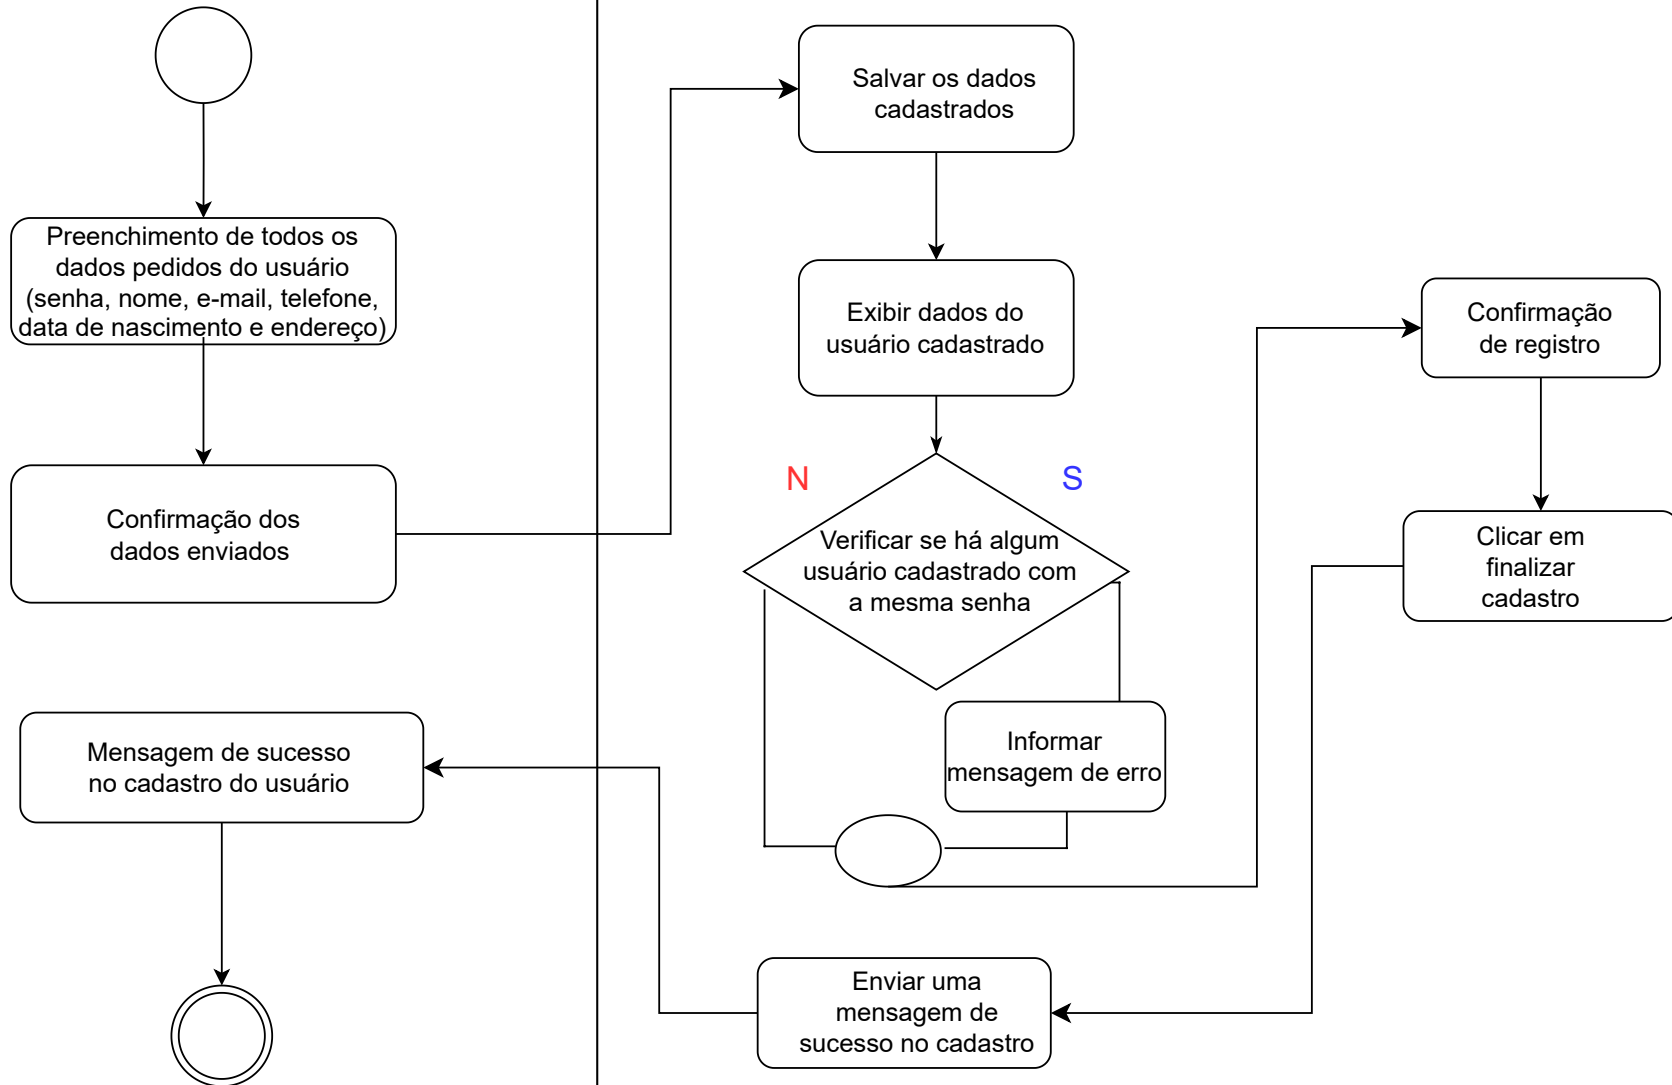 Preenchimento de todos os
dados pedidos do usuário
(senha, nome, e-mail, telefone,
data de nascimento e endereço)
Confirmação dos
dados enviados
Mensagem de sucesso
no cadastro do usuário
Salvar os dados
cadastrados
Exibir dados do
usuário cadastrado
N
S
Verificar se há algum
usuário cadastrado com
a mesma senha
Informar
mensagem de erro
Enviar uma
mensagem de
sucesso no cadastro
Confirmação
de registro
Clicar em
finalizar
cadastro